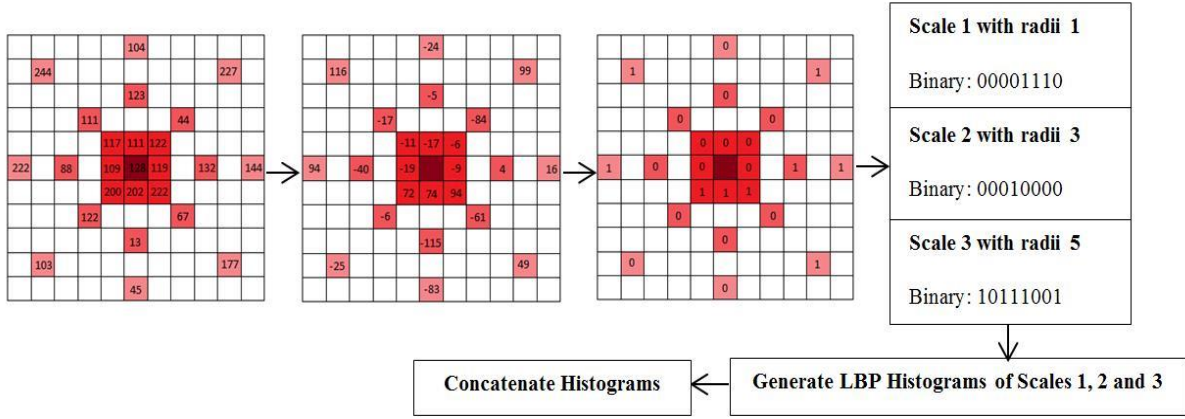 104
244 227
123
111 44
117 111 122
222 88 109 128 119 132 144
200 202 222
122 67
13
103 177
45
-24
116 99
-5
-17 -84
-11 -17 -6
94 -40 -19 -9 4 16
72 74 94
-6 -61
-115
-25 49
-83
0
1 1
0
0 0
0 0 0
1 0 0 0 1 1
1 1 1
0 0
0
0 1
0
Scale 1 with radii 1
Binary: 00001110
Scale 2 with radii 3
Binary: 00010000
Scale 3 with radii 5
Binary: 10111001
Generate LBP Histograms of Scales 1, 2 and 3
Concatenate Histograms